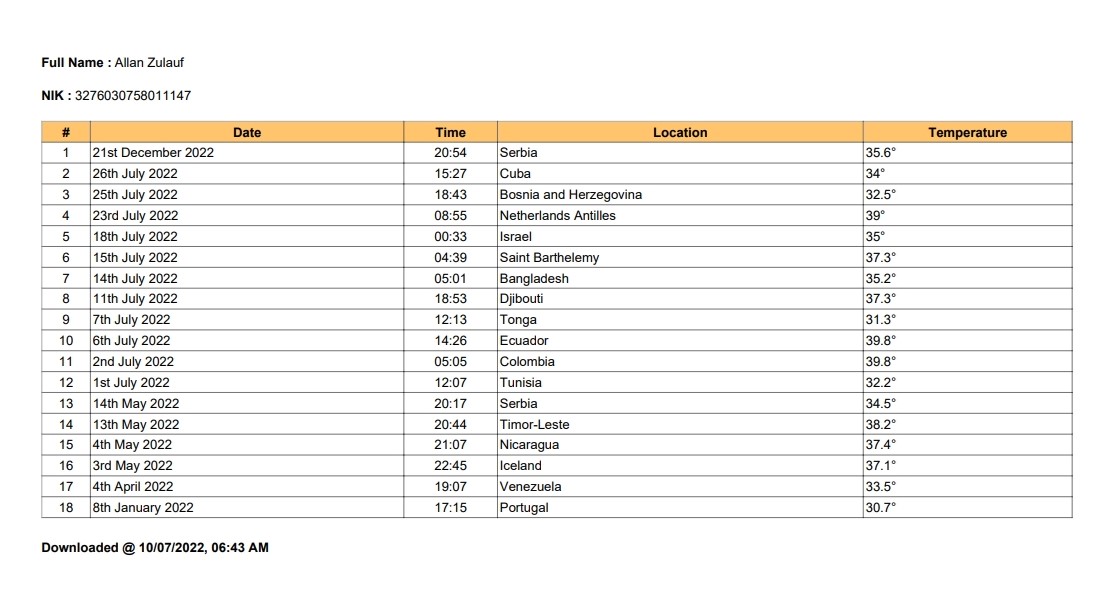 Full Name : Allan Zulauf
NIK : 3276030758011147
# Date Time Location Temperature
1 21st December 2022 20:54 Serbia 35.6°
2 26th July 2022 15:27 Cuba 34°
3 25th July 2022 18:43 Bosnia and Herzegovina 32.5°
4 23rd July 2022 08:55 Netherlands Antilles 39°
5 18th July 2022 00:33 Israel 35°
6 15th July 2022 04:39 Saint Barthelemy 37.3°
7 14th July 2022 05:01 Bangladesh 35.2°
8 11th July 2022 18:53 Djibouti 37.3°
9 7th July 2022 12:13 Tonga 31.3°
10 6th July 2022 14:26 Ecuador 39.8°
11 2nd July 2022 05:05 Colombia 39.8°
12 1st July 2022 12:07 Tunisia 32.2°
13 14th May 2022 20:17 Serbia 34.5°
14 13th May 2022 20:44 Timor-Leste 38.2°
15 4th May 2022 21:07 Nicaragua 37.4°
16 3rd May 2022 22:45 Iceland 37.1°
17 4th April 2022 19:07 Venezuela 33.5°
18 8th January 2022 17:15 Portugal 30.7°
Downloaded @ 10/07/2022, 06:43 AM